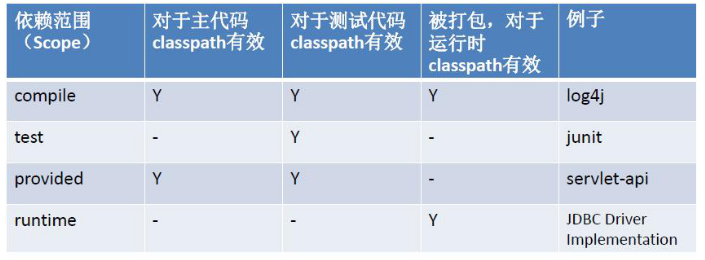 依赖范围 对于主代码 对于测试代码 被打包，对于 例子
（Scope） classpath有效 classpath有效 运行时
classpath有效
compile Y Y Y log4j
test - Y - junit
provided Y Y - servlet-api
runtime - - Y JDBC Driver
Implementation